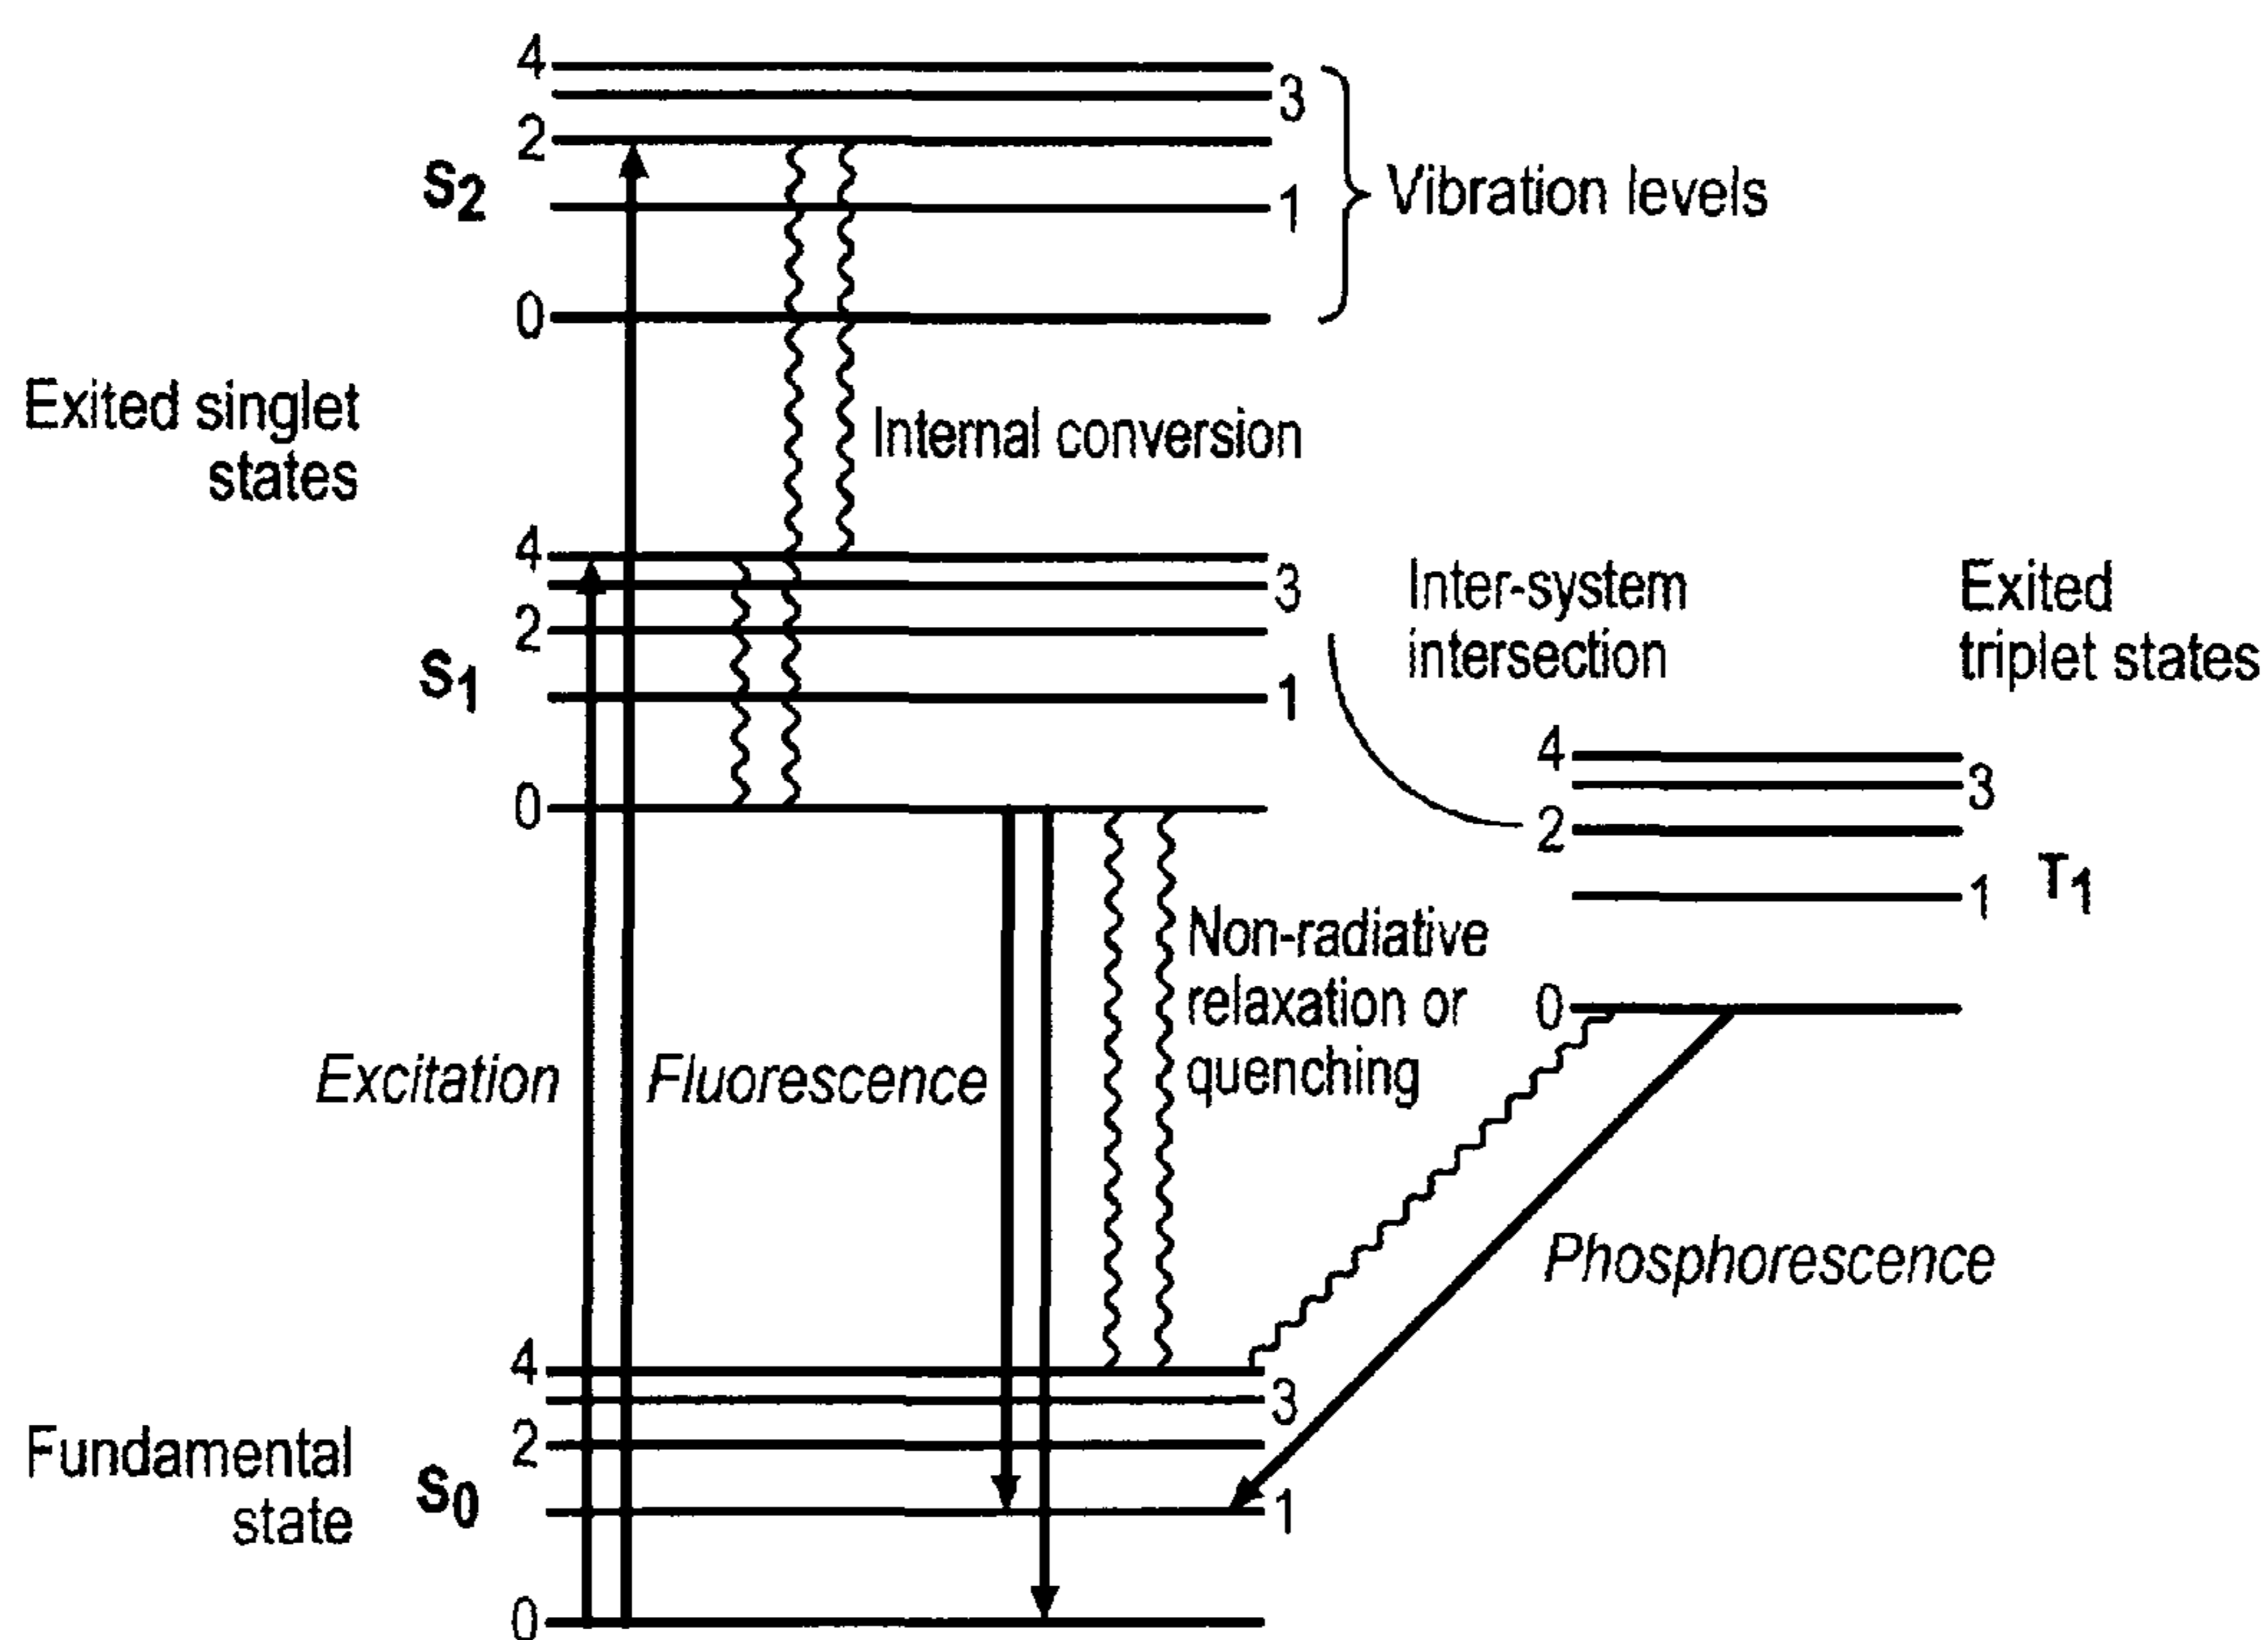 4
3
2
S2
Vibration levels
1
0
Exited singlet
states
Internal conversion
4
3
2
S1
1
0
Inter-system
intersection
Exited
triplet states
4
3
2
1
T1
0
Non-radiative
relaxation or
quenching
Excitation
Fluorescence
Phosphorescence
4
3
2
Fundamental
state
S0
1
0